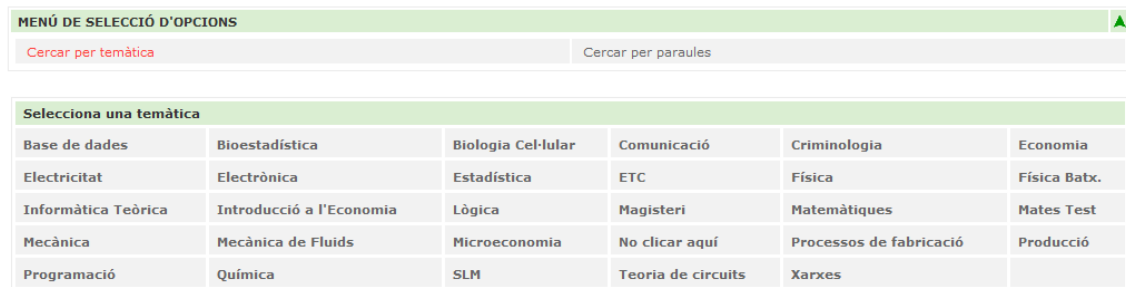 MENÚ DE SELECCIÓ D'OPCIONS
Cercar per temàtica Cercar per paraules
Selecciona una temàtica
Base de dades Bioestadística Biologia Cel·lular Comunicació Criminologia Economia
Electricitat Electrònica Estadística ETC Física Física Batx.
Informàtica Teòrica Introducció a l'Economia Lògica Magisteri Matemàtiques Mates Test
Mecànica Mecànica de Fluids Microeconomia No clicar aquí Processos de fabricació Producció
Programació Química SLM Teoria de circuits Xarxes